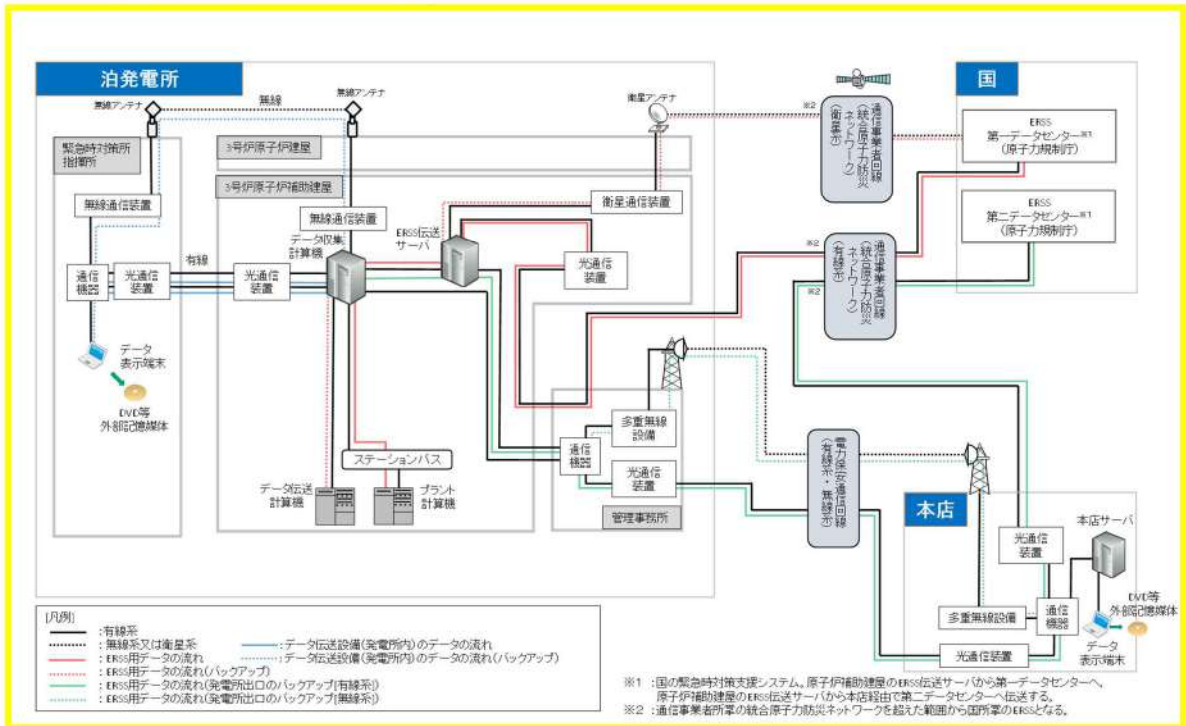 泊発電所
国
無線アンテナ
無線
無線アンテナ
衛星アンテナ
※2
通信事業者回線
(統合原子力防災
ネットワーク)
(衛星系)
ERSS
第一データセンター※1
(原子力規制庁)
緊急時対策所
指揮所
3号炉原子炉建屋
3号炉原子炉補助建屋
無線通信装置
無線通信装置
衛星通信装置
ERSS
第二データセンター※1
(原子力規制庁)
データ収集
計算機
ERSS伝送
サーバ
※2
※2
通信事業者回線
(統合原子力防災
ネットワーク)
(有線系)
有線
通信
機器
光通信
装置
光通信
装置
光通信
装置
データ
表示端末
DVD等
外部記憶媒体
多重無線
設備
通信
機器
光通信
装置
管理事務所
電力保安通信回線
(有線系・無線系)
ステーションバス
データ伝送
計算機
プラント
計算機
本店
本店サーバ
光通信
装置
多重無線設備
通信
機器
DVD等
外部記憶媒体
データ
表示端末
光通信装置
[凡例]
:有線系
:無線系又は衛星系
:ERSS用データの流れ
:ERSS用データの流れ(バックアップ)
:ERSS用データの流れ(発電所出口のバックアップ[有線系])
:ERSS用データの流れ(発電所出口のバックアップ[無線系])
:データ伝送設備(発電所内)のデータの流れ
:データ伝送設備(発電所内)のデータの流れ(バックアップ)
※1 :国の緊急時対策支援システム。原子炉補助建屋のERSS伝送サーバから第一データセンターへ、
原子炉補助建屋のERSS伝送サーバから本店経由で第二データセンターへ伝送する。
※2 :通信事業者所掌の統合原子力防災ネットワークを超えた範囲から国所掌のERSSとなる。